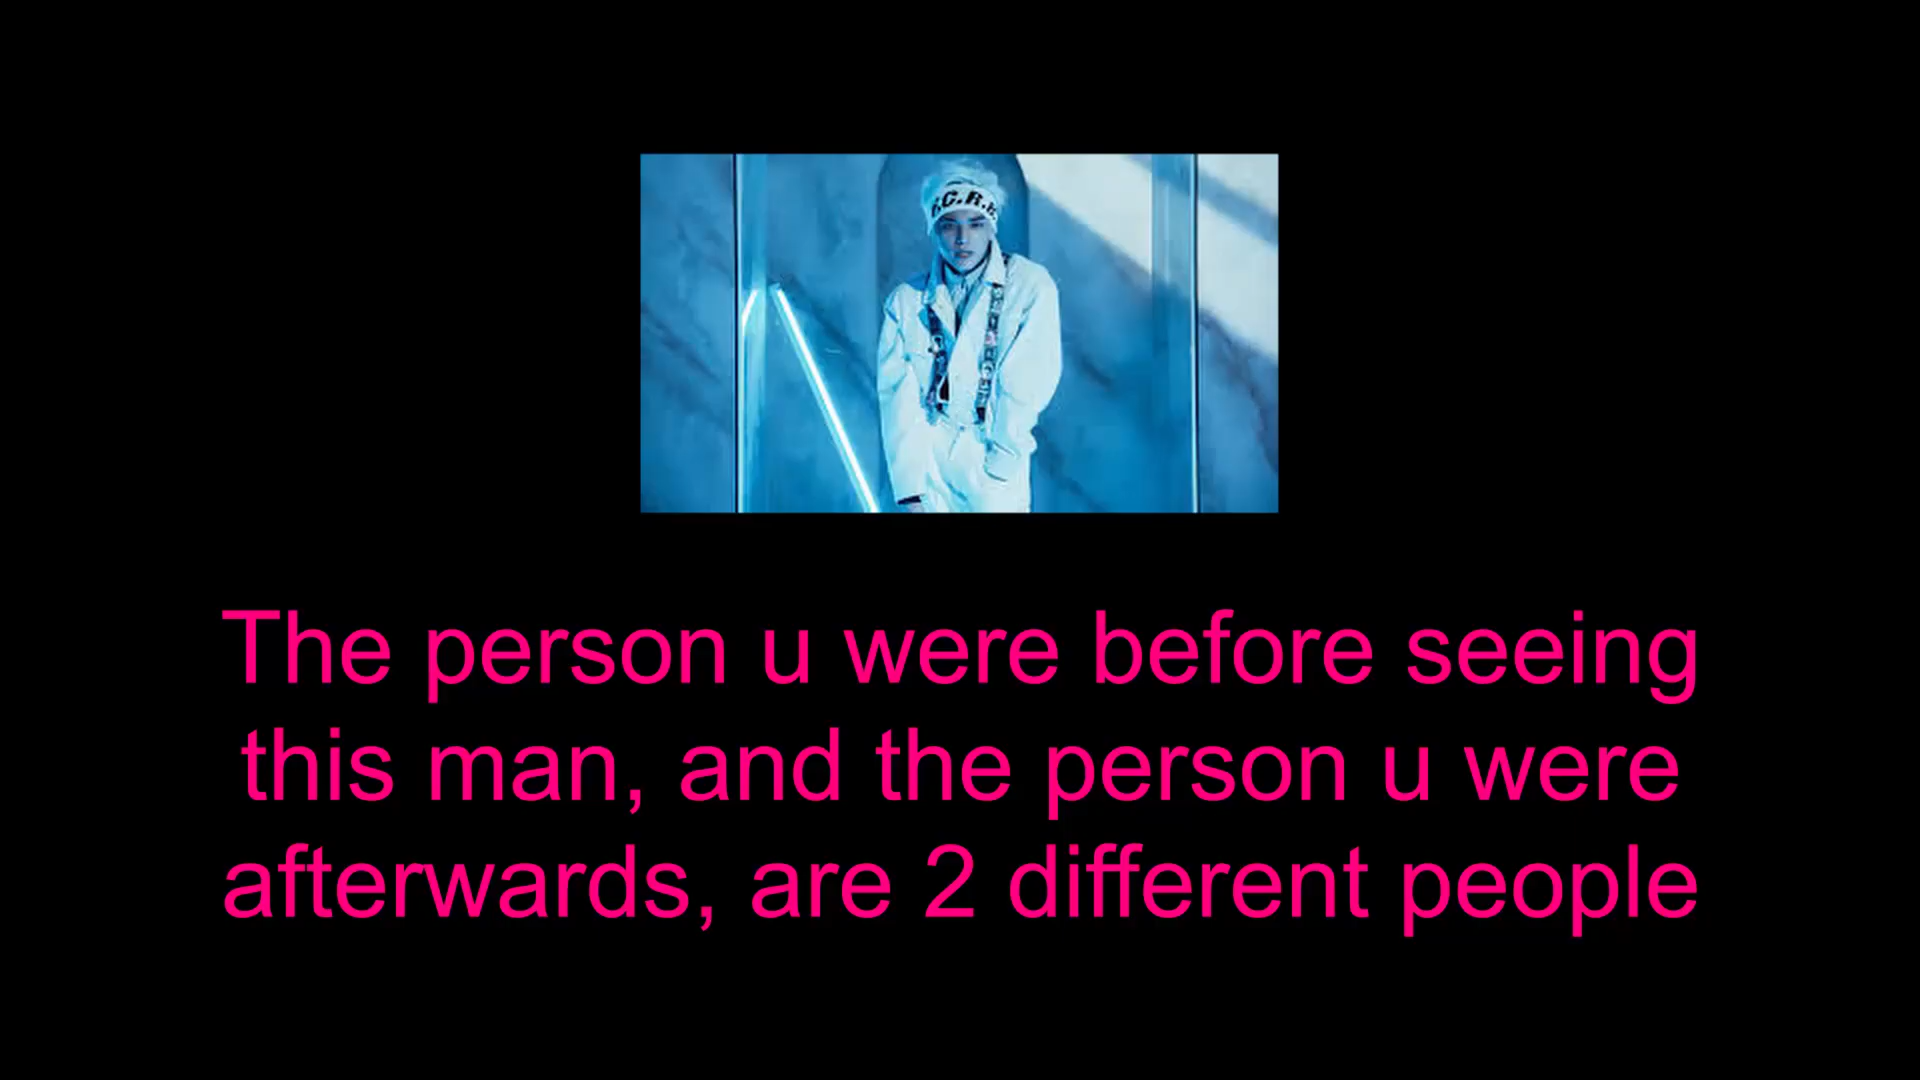 .C.R.
The person u were before seeing
this man, and the person u were
afterwards, are 2 different people